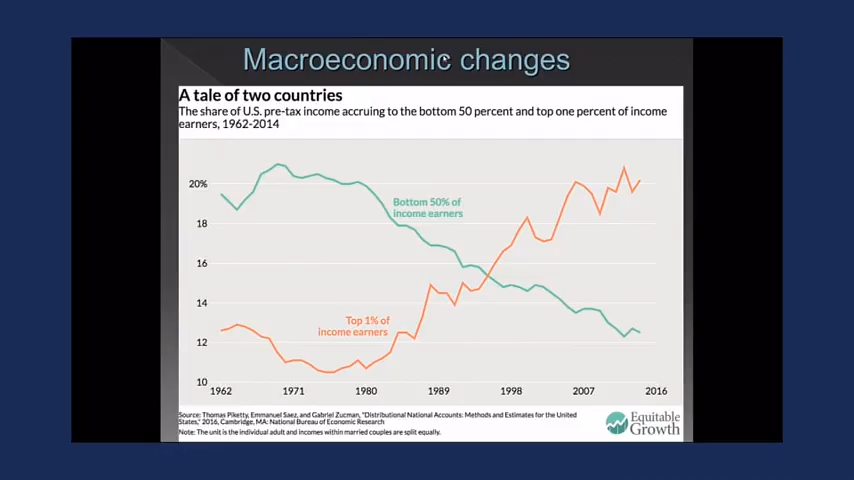 Macroeconomic changes
A tale of two countries
The share of U.S. pre-tax income accruing to the bottom 50 percent and top one percent of income
earners, 1962-2014
20%
18
16
14
12
10
Bottom 50% of
income earners
Top 1% of
income earners
1962 1971 1980 1989 1998 2007 2016
Source: Thomas Piketty, Emmanuel Saez, and Gabriel Zucman, "Distributional National Accounts: Methods and Estimates for the United
States," 2016, Cambridge, MA: National Bureau of Economic Research
Note: The unit is the individual adult and incomes within married couples are split equally.
Equitable
Growth